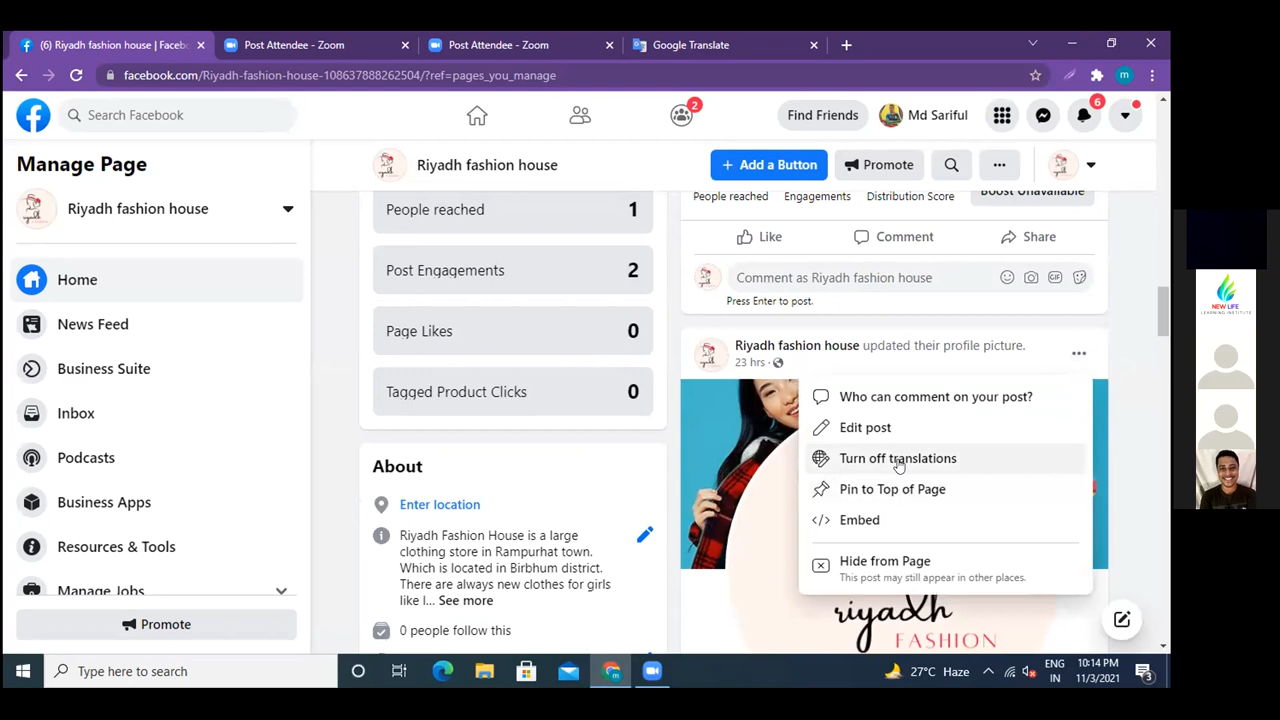 (6) Riyadh fashion house | Faceb
Post Attendee - Zoom
Post Attendee - Zoom
Google Translate
facebook.com/Riyadh-fashion-house-108637888262504/?ref=pages_you_manage
m
Search Facebook
2
Find Friends
Md Sariful
6
Manage Page
Riyadh fashion house
+ Add a Button
Promote
Riyadh fashion house
Home
News Feed
Business Suite
Inbox
Podcasts
Business Apps
Resources & Tools
Manage Jobs
Promote
People reached 1
Post Engagements 2
Page Likes 0
Tagged Product Clicks 0
About
Enter location
Riyadh Fashion House is a large
clothing store in Rampurhat town.
Which is located in Birbhum district.
There are always new clothes for girls
like l... See more
0 people follow this
People reached
Engagements
Distribution Score
Boost Unavailable
Like
Comment
Share
Comment as Riyadh fashion house
GIF
Press Enter to post.
Riyadh fashion house updated their profile picture.
23 hrs ·
Who can comment on your post?
Edit post
Turn off translations
Pin to Top of Page
Embed
Hide from Page
This post may still appear in other places.
riyadh
FASHION
NEW LIFE
LEARNING INSTITUTE
Type here to search
27°C Haze
ENG
IN
10:14 PM
11/3/2021
3